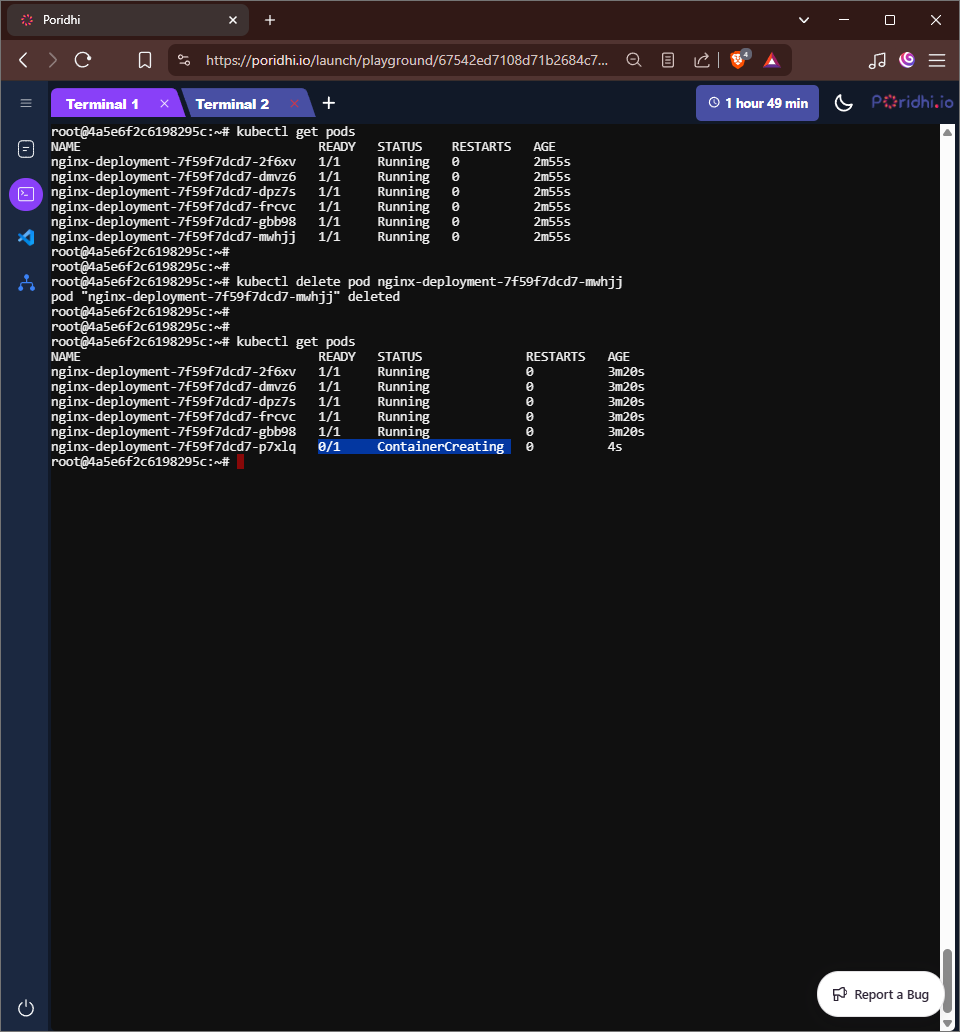 Poridhi
https://poridhi.io/launch/playground/67542ed7108d71b2684c7...
4
Terminal 1
Terminal 2
1 hour 49 min
Poridhi.io
root@4a5e6f2c6198295c:~# kubectl get pods
NAME READY STATUS RESTARTS AGE
nginx-deployment-7f59f7dcd7-2f6xv 1/1 Running 0 2m55s
nginx-deployment-7f59f7dcd7-dmvz6 1/1 Running 0 2m55s
nginx-deployment-7f59f7dcd7-dpz7s 1/1 Running 0 2m55s
nginx-deployment-7f59f7dcd7-frcvc 1/1 Running 0 2m55s
nginx-deployment-7f59f7dcd7-gbb98 1/1 Running 0 2m55s
nginx-deployment-7f59f7dcd7-mwhjj 1/1 Running 0 2m55s
root@4a5e6f2c6198295c:~#
root@4a5e6f2c6198295c:~#
root@4a5e6f2c6198295c:~# kubectl delete pod nginx-deployment-7f59f7dcd7-mwhjj
pod "nginx-deployment-7f59f7dcd7-mwhjj" deleted
root@4a5e6f2c6198295c:~#
root@4a5e6f2c6198295c:~#
root@4a5e6f2c6198295c:~# kubectl get pods
NAME READY STATUS RESTARTS AGE
nginx-deployment-7f59f7dcd7-2f6xv 1/1 Running 0 3m20s
nginx-deployment-7f59f7dcd7-dmvz6 1/1 Running 0 3m20s
nginx-deployment-7f59f7dcd7-dpz7s 1/1 Running 0 3m20s
nginx-deployment-7f59f7dcd7-frcvc 1/1 Running 0 3m20s
nginx-deployment-7f59f7dcd7-gbb98 1/1 Running 0 3m20s
nginx-deployment-7f59f7dcd7-p7xlq 0/1 ContainerCreating 0 4s
root@4a5e6f2c6198295c:~#
Report a Bug